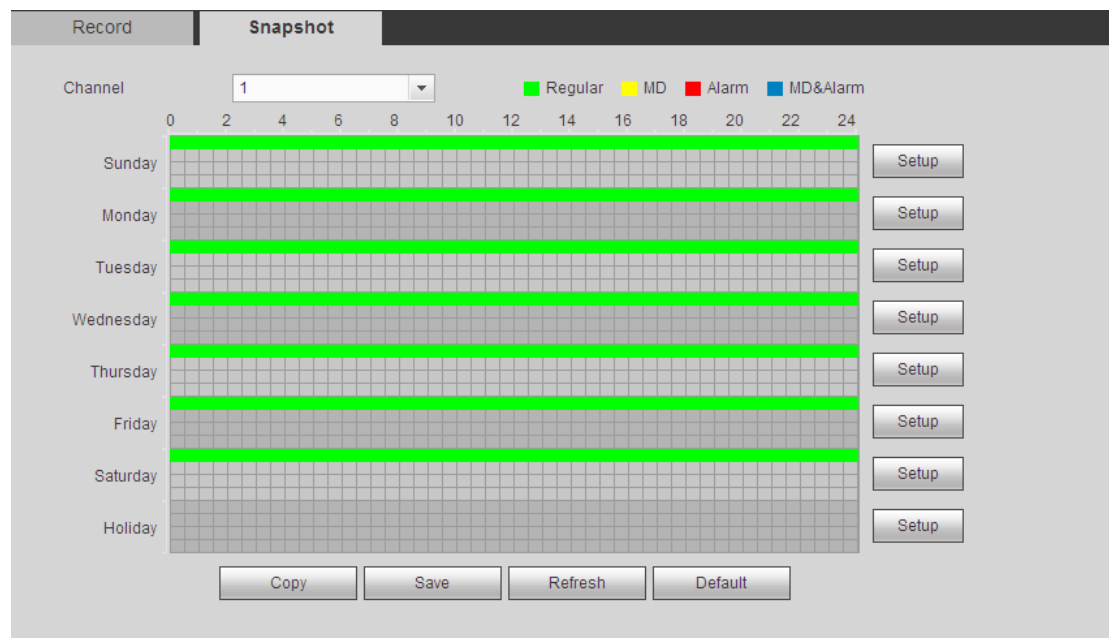 Record Snapshot
Channel 1 Regular MD Alarm MD&Alarm
0 2 4 6 8 10 12 14 16 18 20 22 24
Sunday Setup
Monday Setup
Tuesday Setup
Wednesday Setup
Thursday Setup
Friday Setup
Saturday Setup
Holiday Setup
Copy Save Refresh Default